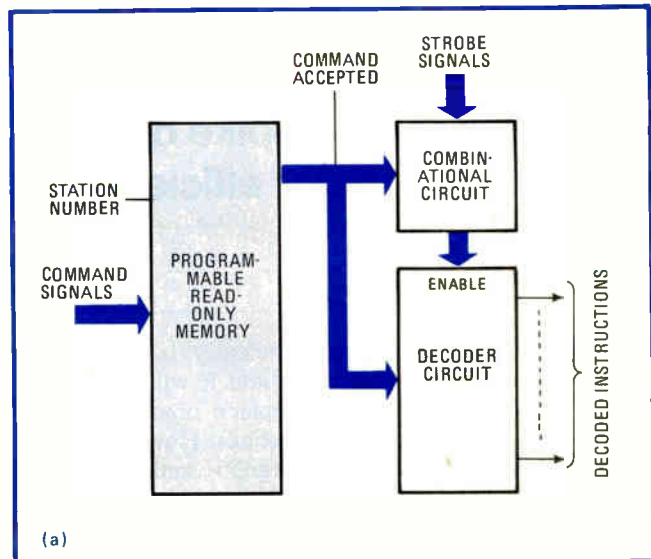 STROBE
SIGNALS
COMMAND
ACCEPTED
COMBIN-
ATIONAL
CIRCUIT
STATION
NUMBER
COMMAND
SIGNALS
PROGRAM-
MABLE
READ-
ONLY
MEMORY
ENABLE
DECODER
CIRCUIT
DECODED INSTRUCTIONS
(a)